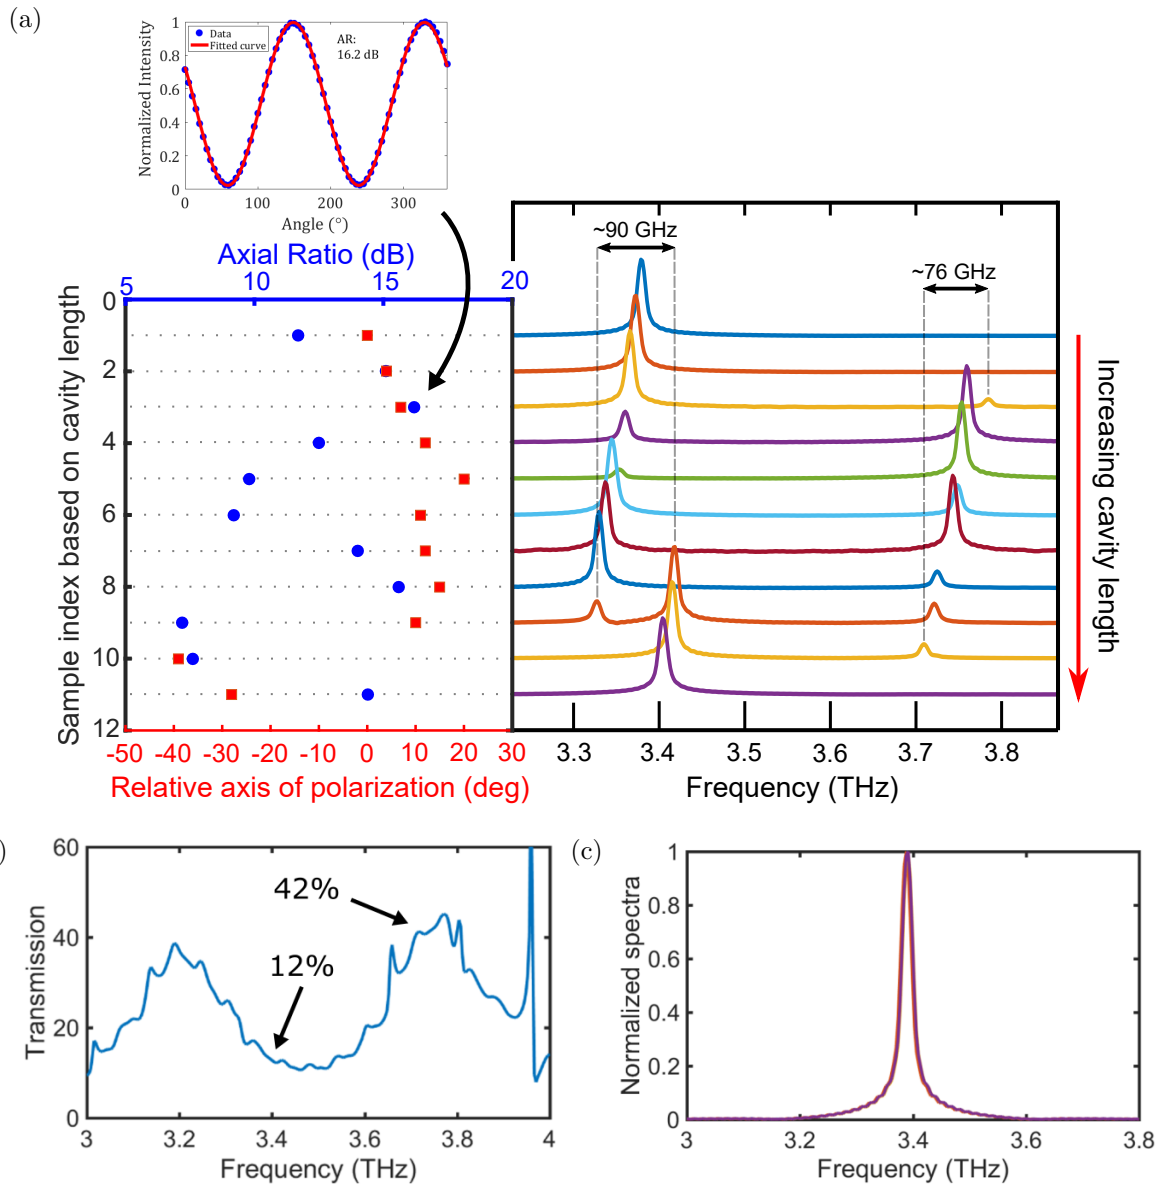 (a)
Normalized Intensity
1
0.8
0.6
0.4
0.2
0
Data
Fitted curve
AR:
16.2 dB
0 100 200 300
Angle (°)
Axial Ratio (dB)
5 10 15 20
Sample index based on cavity length
0
2
4
6
8
10
12
-50 -40 -30 -20 -10 0 10 20 30
Relative axis of polarization (deg)
~90 GHz
~76 GHz
3.3 3.4 3.5 3.6 3.7 3.8
Frequency (THz)
Increasing cavity length
)
Transmission
60
40
20
0
42%
12%
3 3.2 3.4 3.6 3.8 4
Frequency (THz)
(c)
Normalized spectra
1
0.8
0.6
0.4
0.2
0
3 3.2 3.4 3.6 3.8
Frequency (THz)